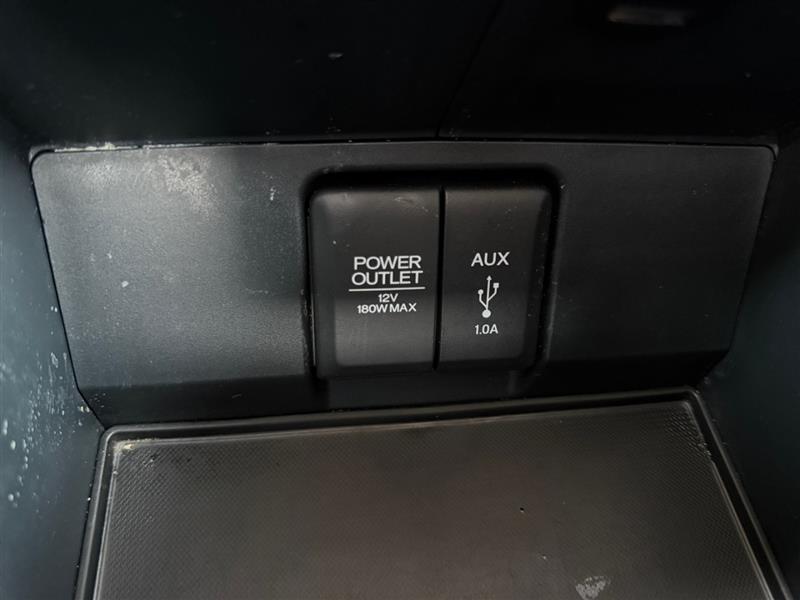 POWER
OUTLET
12V
180W MAX
AUX
1.0A